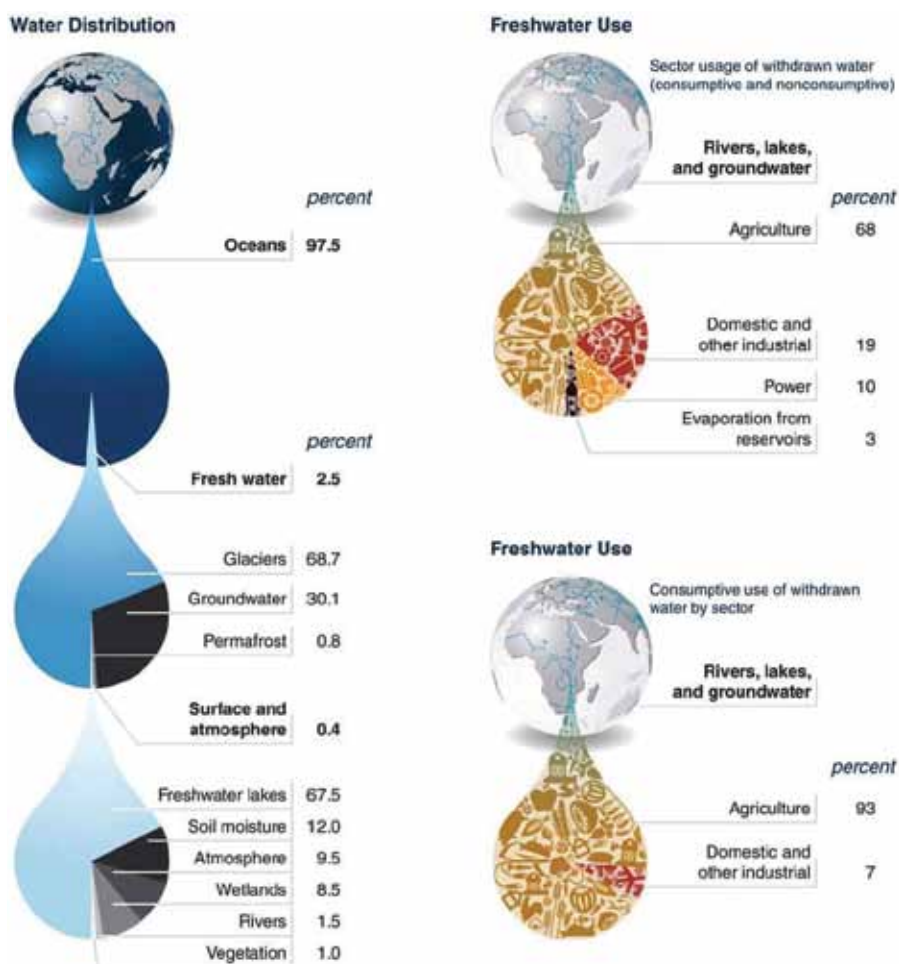 Water Distribution
percent
Oceans 97.5
percent
Fresh water 2.5
Glaciers 68.7
Groundwater 30.1
Permafrost 0.8
Surface and
atmosphere 0.4
Freshwater lakes 67.5
Soil moisture 12.0
Atmosphere 9.5
Wetlands 8.5
Rivers 1.5
Vegetation 1.0
Freshwater Use
Sector usage of withdrawn water
(consumptive and nonconsumptive)
Rivers, lakes,
and groundwater
percent
Agriculture 68
Domestic and
other industrial 19
Power 10
Evaporation from
reservoirs 3
Freshwater Use
Consumptive use of withdrawn
water by sector
Rivers, lakes,
and groundwater
percent
Agriculture 93
Domestic and
other industrial 7